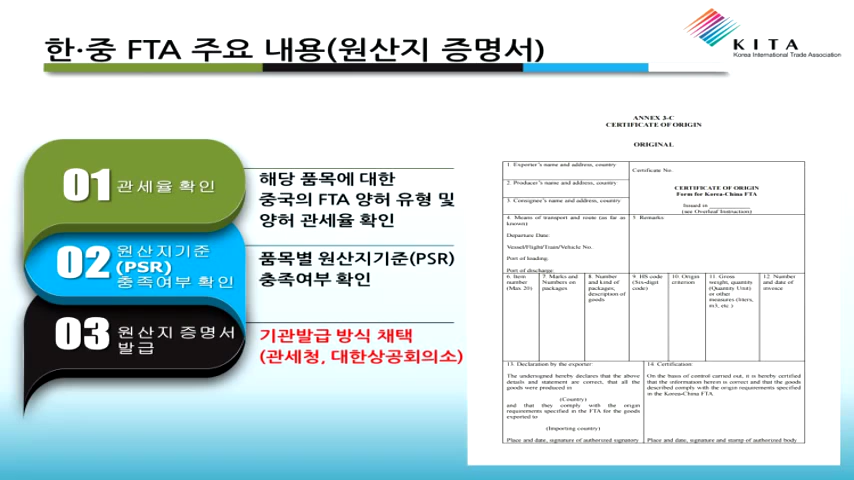 한·중 FTA 주요 내용(원산지 증명서)
KITA
Korea International Trade Association
01 관세율 확인
해당 품목에 대한
중국의 FTA 양허 유형 및
양허 관세율 확인
02 원산지기준
(PSR)
충족여부 확인
품목별 원산지기준(PSR)
충족여부 확인
03 원산지 증명서
발급
기관발급 방식 채택
(관세청, 대한상공회의소)
ANNEX 3-C
CERTIFICATE OF ORIGIN
ORIGINAL
1. Exporter's name and address, country
Certificate No.
2. Producer's name and address, country
CERTIFICATE OF ORIGIN
Form for Korea-China FTA
3. Consignee's name and address, country
Issued in
(see Overleaf Instruction)
4. Means of transport and route (as far as
known)
5. Remarks
Departure Date:
Vessel/Flight/Train/Vehicle No.
Port of loading:
Port of discharge:
6. Item
number
(Max 20)
7. Marks and
Numbers on
packages
8. Number
and kind of
packages;
description of
goods
9. HS code
(Six-digit
code)
10. Origin
criterion
11. Gross
weight, quantity
(Quantity Unit)
or other
measures (liters,
m3, etc.)
12. Number
and date of
invoice
13. Declaration by the exporter:
The undersigned hereby declares that the above
details and statement are correct, that all the
goods were produced in
(Country)
and that they comply with the origin
requirements specified in the FTA for the goods
exported to
(Importing country)
Place and date, signature of authorized signatory
14. Certification:
On the basis of control carried out, it is hereby certified
that the information herein is correct and that the goods
described comply with the origin requirements specified
in the Korea-China FTA.
Place and date, signature and stamp of authorized body